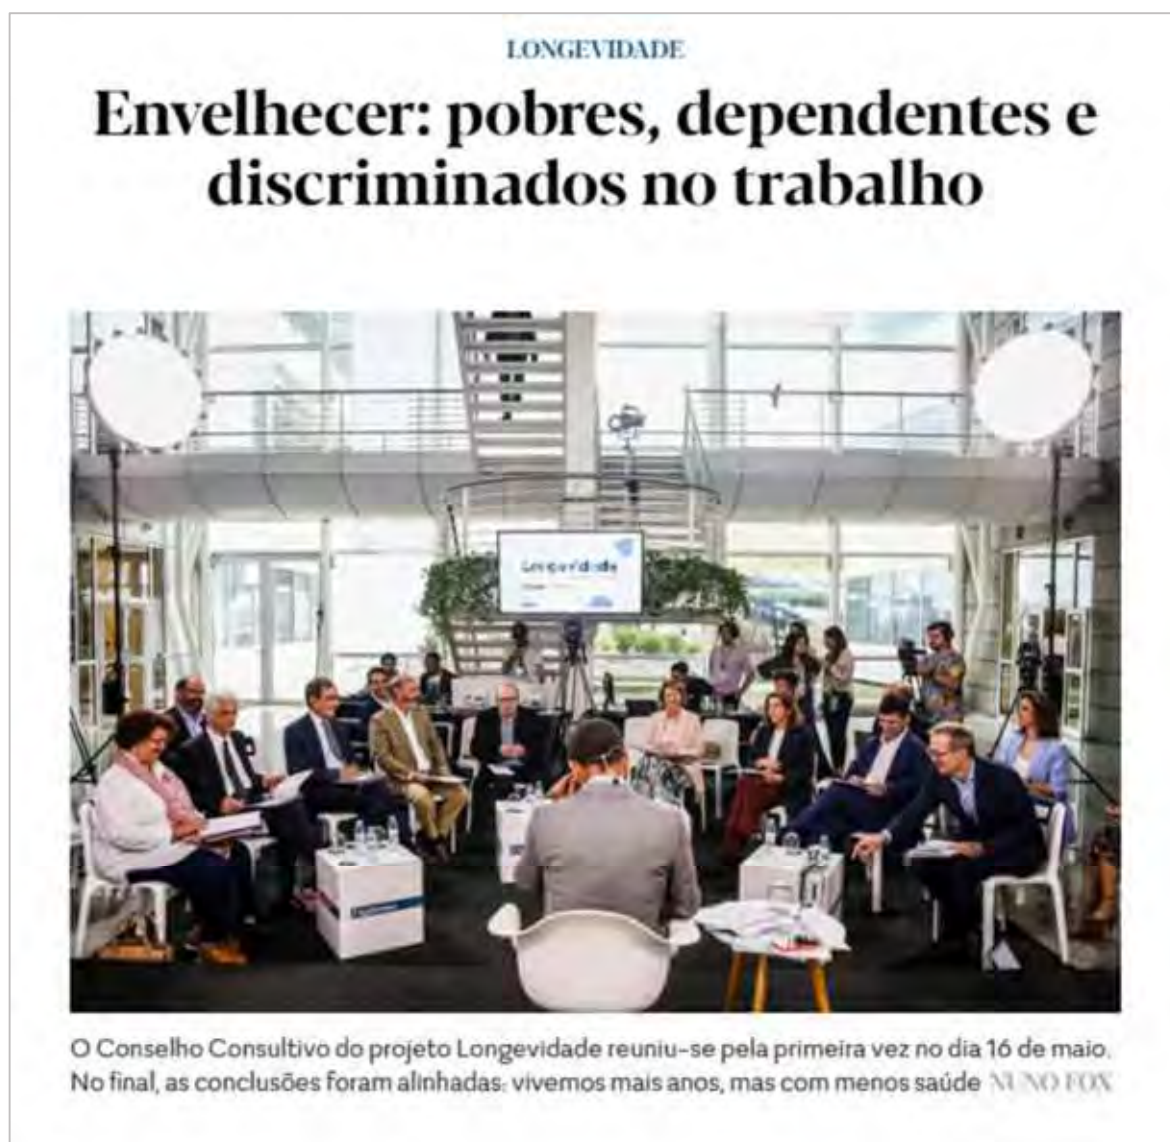 LONGEVIDADE
Envelhecer: pobres, dependentes e
discriminados no trabalho
Longevidade
O Conselho Consultivo do projeto Longevidade reuniu-se pela primeira vez no dia 16 de maio.
No final, as conclusões foram alinhadas: vivemos mais anos, mas com menos saúde NUNO FOX